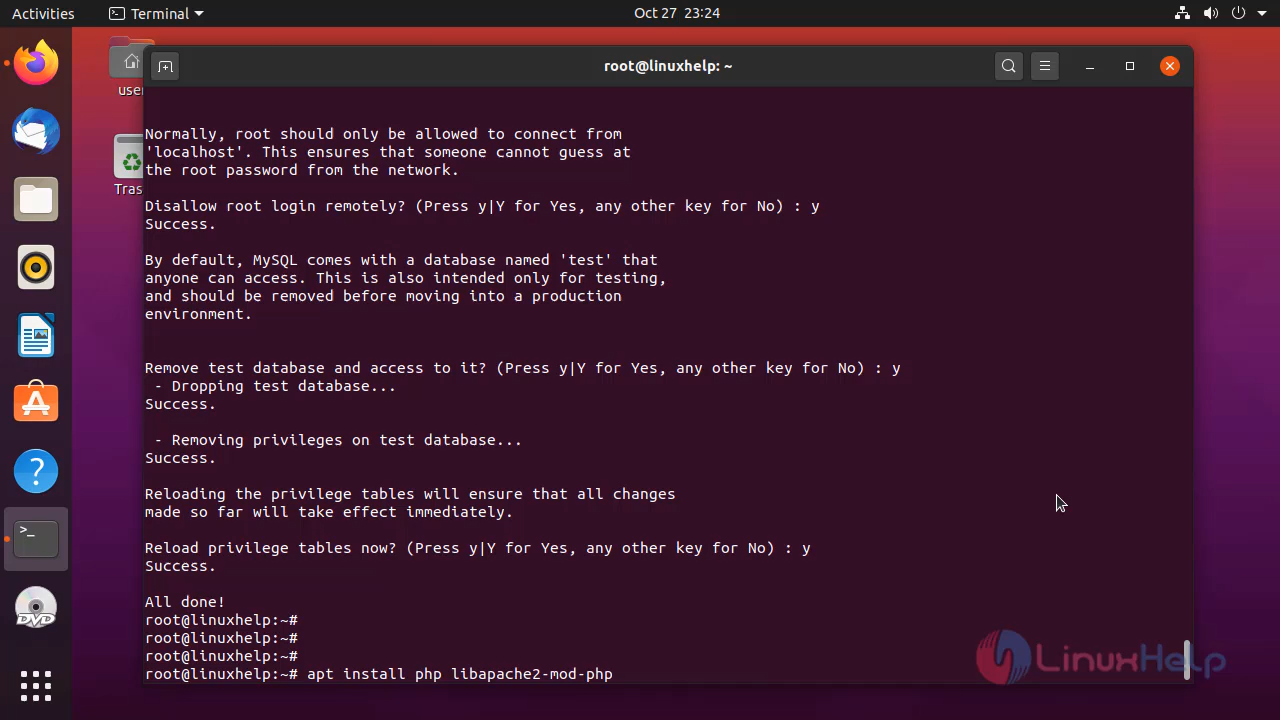 Activities
Terminal
Oct 27 23:24
root@linuxhelp: ~
user
Tras
Normally, root should only be allowed to connect from
'localhost'. This ensures that someone cannot guess at
the root password from the network.
Disallow root login remotely? (Press y|Y for Yes, any other key for No) : y
Success.
By default, MySQL comes with a database named 'test' that
anyone can access. This is also intended only for testing,
and should be removed before moving into a production
environment.
Remove test database and access to it? (Press y|Y for Yes, any other key for No) : y
- Dropping test database...
Success.
- Removing privileges on test database...
Success.
Reloading the privilege tables will ensure that all changes
made so far will take effect immediately.
Reload privilege tables now? (Press y|Y for Yes, any other key for No) : y
Success.
All done!
root@linuxhelp:~#
root@linuxhelp:~#
root@linuxhelp:~#
root@linuxhelp:~# apt install php libapache2-mod-php
LinuxHelp
DVD